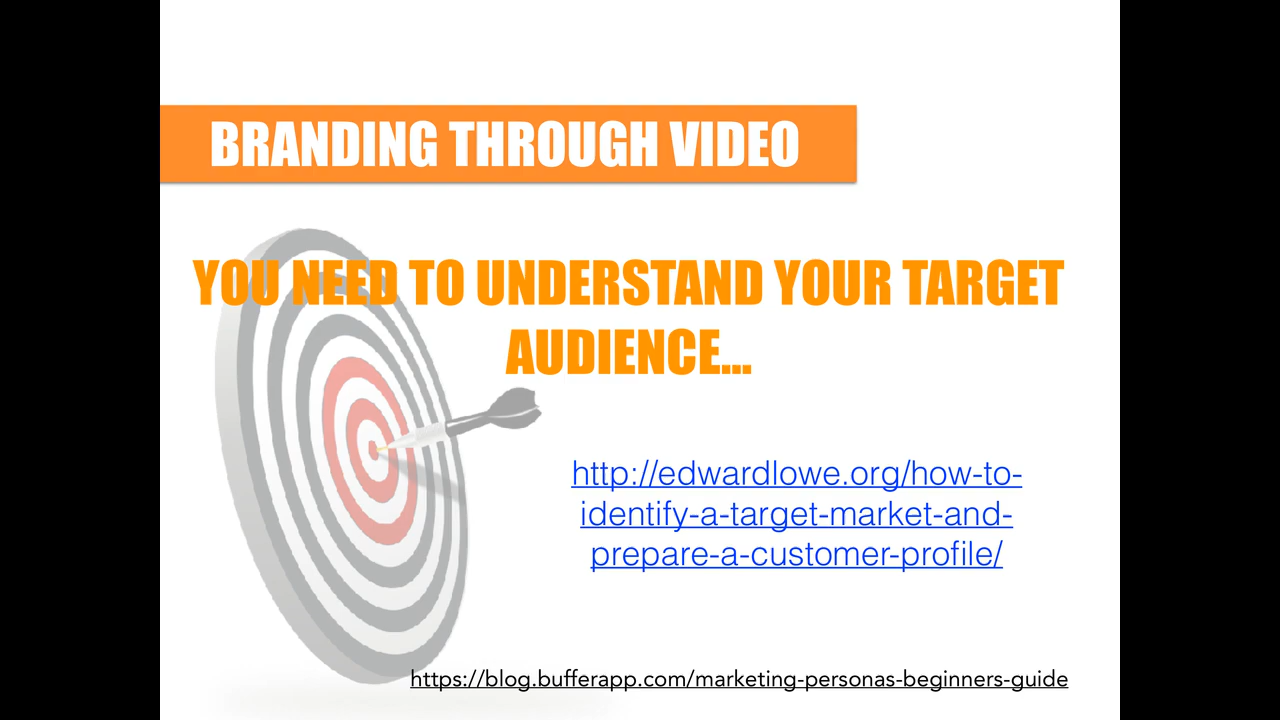 BRANDING THROUGH VIDEO
YOU NEED TO UNDERSTAND YOUR TARGET
AUDIENCE...
http://edwardlowe.org/how-to-
identify-a-target-market-and-
prepare-a-customer-profile/
https://blog.bufferapp.com/marketing-personas-beginners-guide